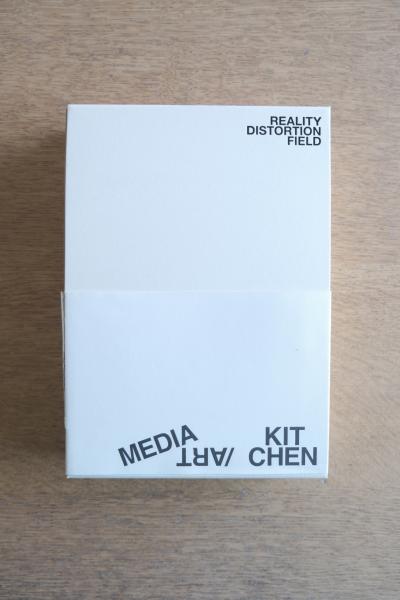 REALITY
DISTORTION
FIELD
MEDIA
/ART
KIT
CHEN